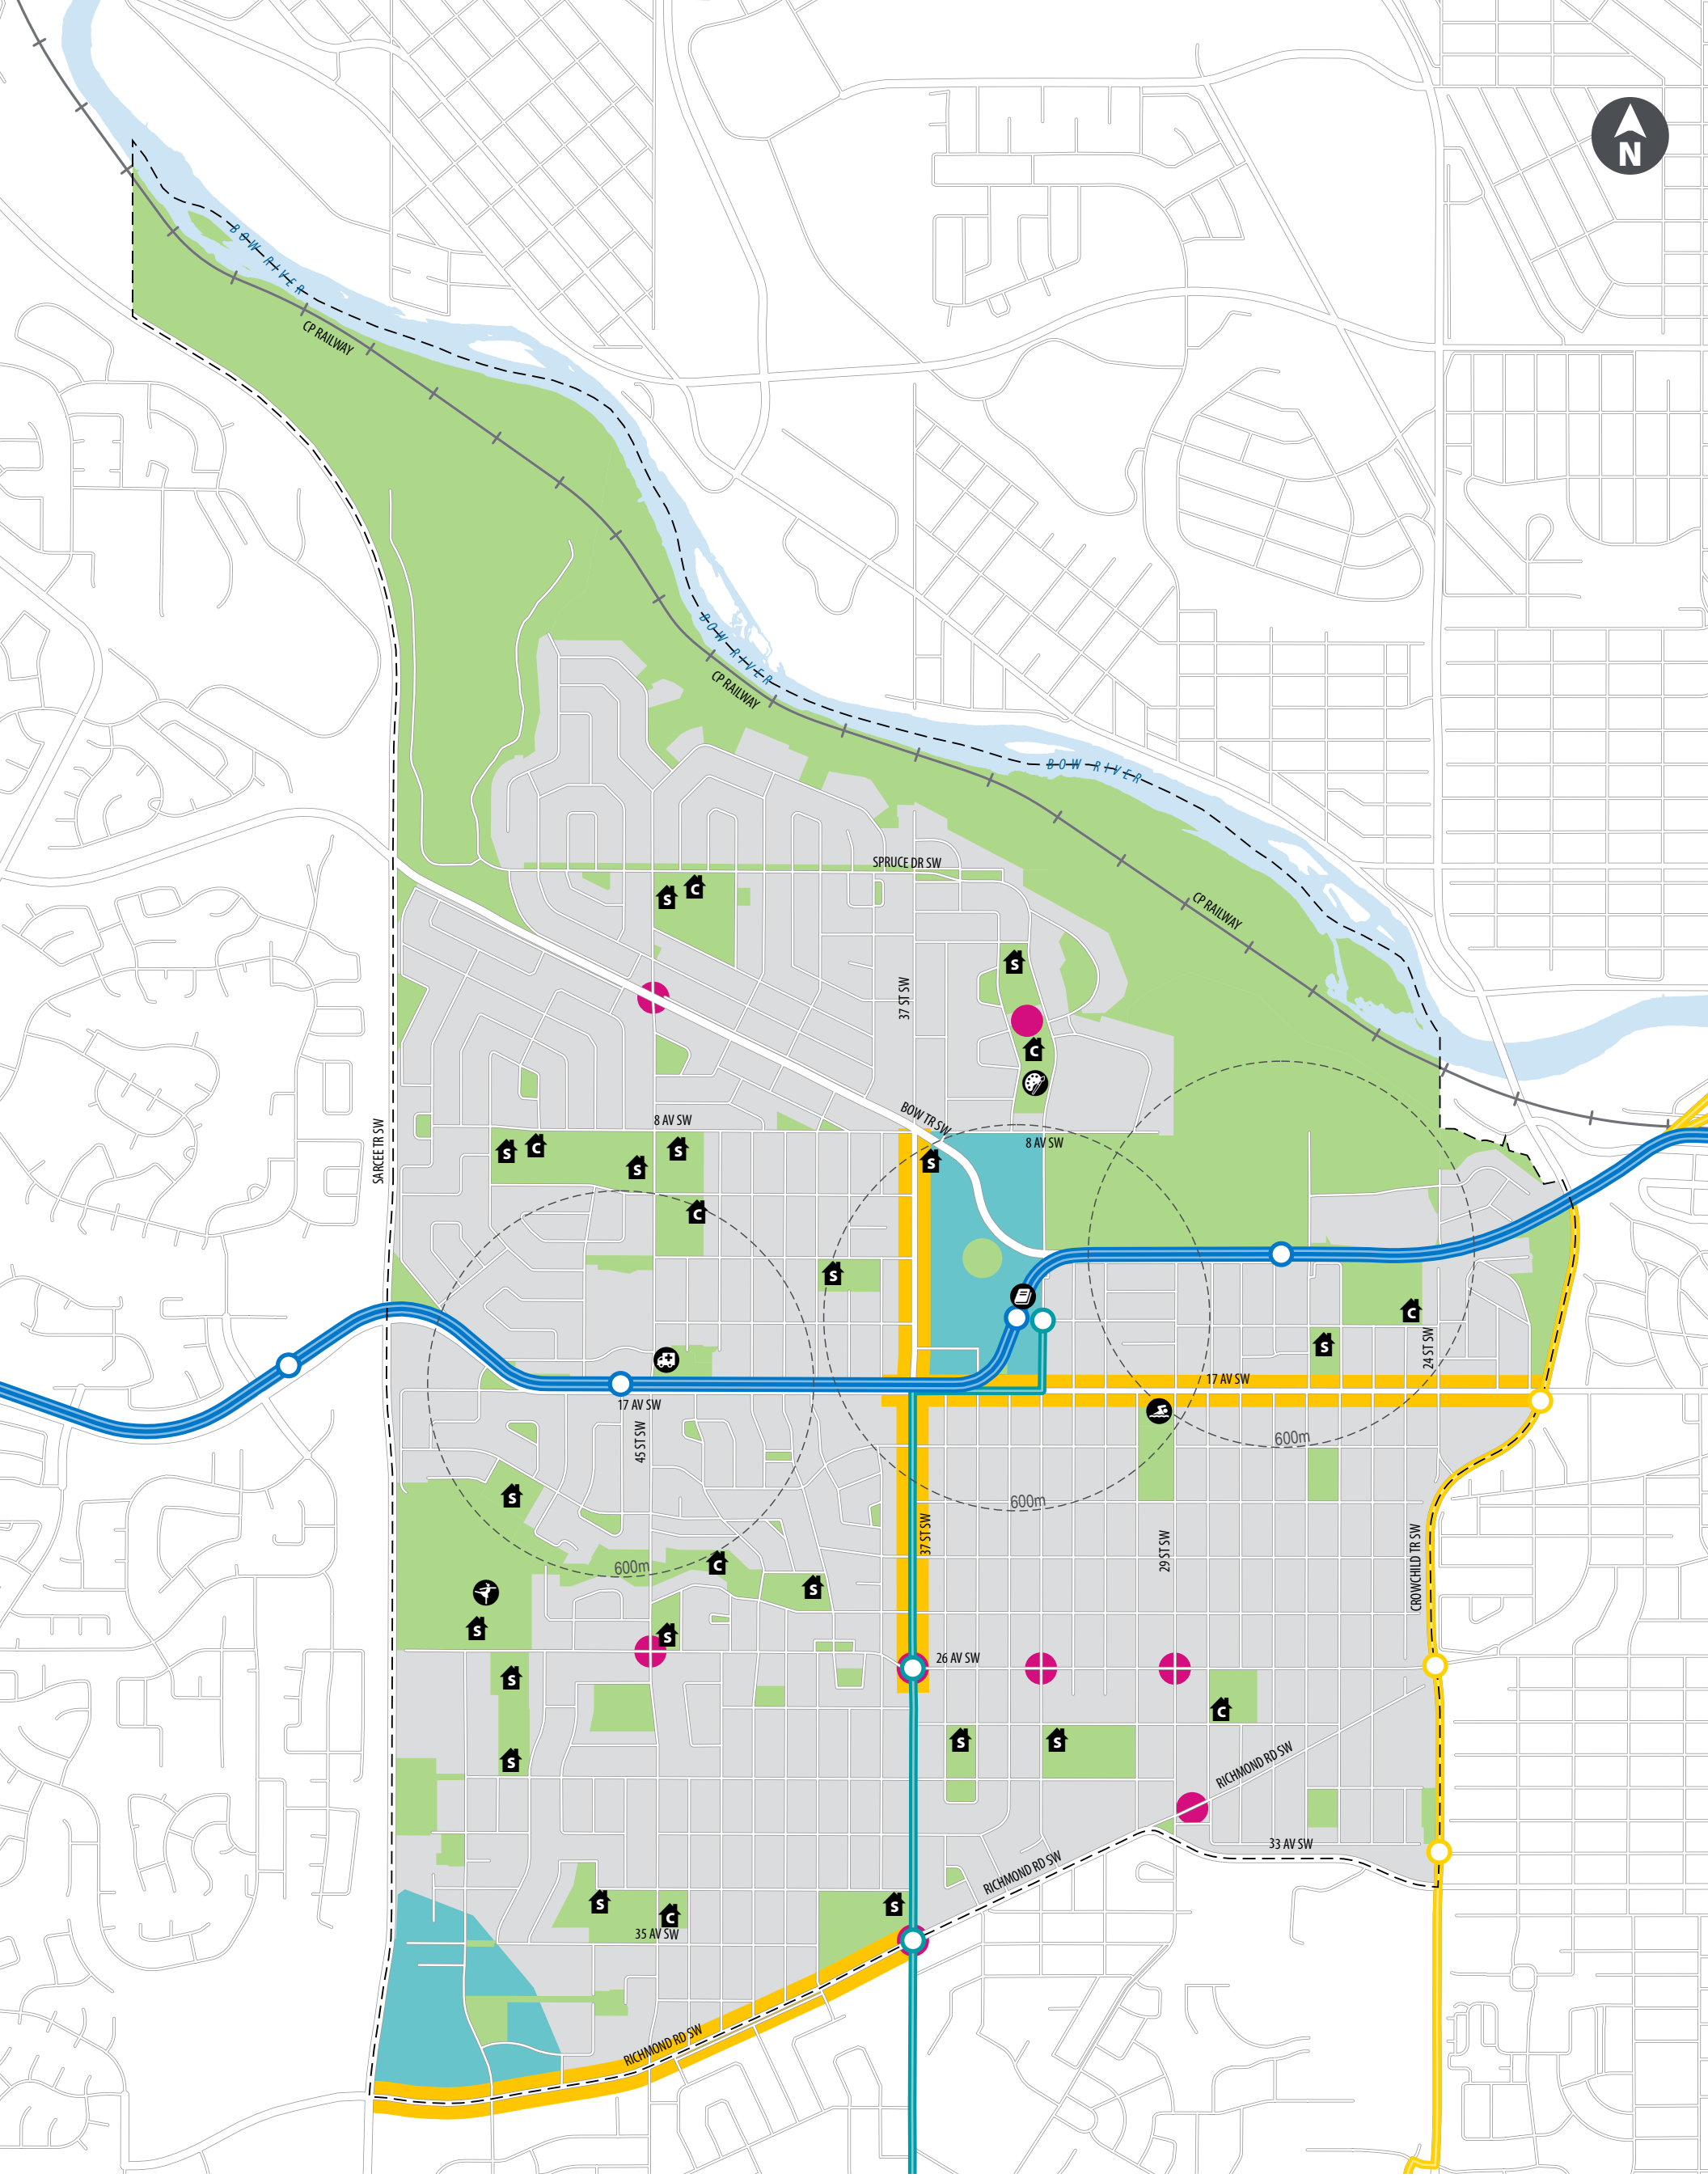 N
BOW RIVER
CP RAILWAY
BOW RIVER
CP RAILWAY
BOW RIVER
SPRUCE DR SW
S
C
CP RAILWAY
S
37 ST SW
C
BOW TR SW
8 AV SW
8 AV SW
SARCEE TR SW
S
C
S
S
S
C
S
C
S
24 ST SW
17 AV SW
17 AV SW
45 ST SW
600m
S
600m
37 ST SW
29 ST SW
CROWCHILD TR SW
600m
C
S
S
S
26 AV SW
S
C
S
S
S
RICHMOND RD SW
33 AV SW
RICHMOND RD SW
S
C
S
35 AV SW
RICHMOND RD SW